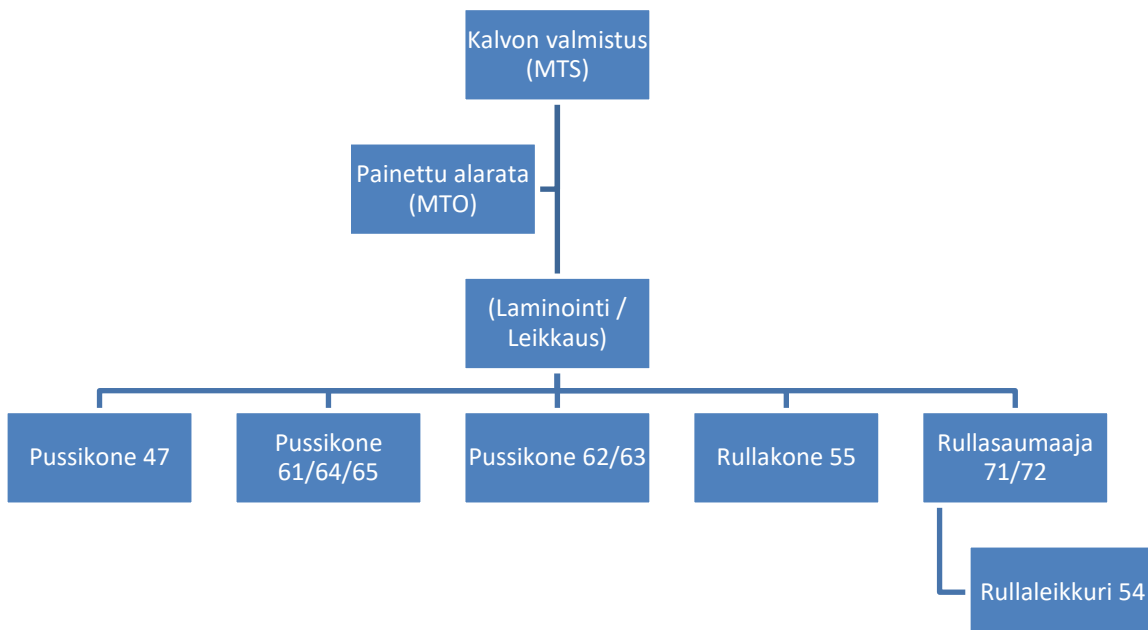 Kalvon valmistus
(MTS)
Painettu alarata
(MTO)
(Laminointi /
Leikkaus)
Pussikone 47
Pussikone
61/64/65
Pussikone 62/63
Rullakone 55
Rullasaumaaja
71/72
Rullaleikkuri 54